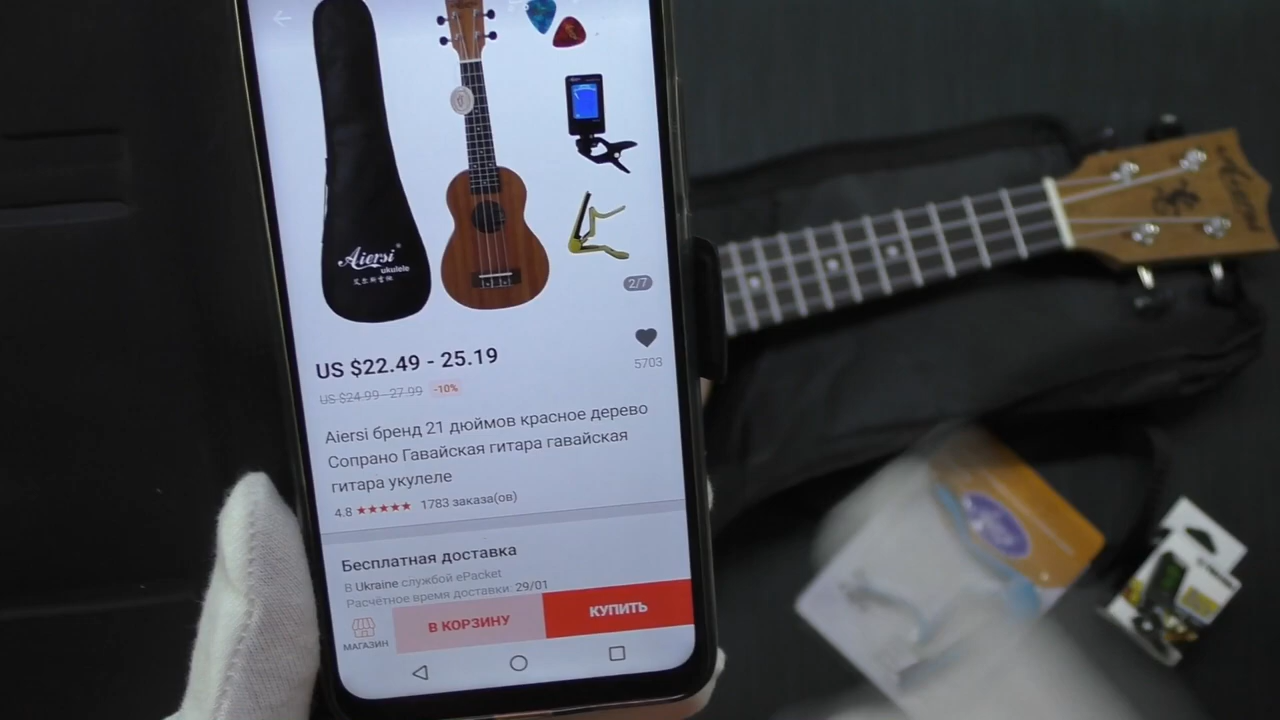 Aiersi
ukulele
2/7
US $22.49 - 25.19
5703
US $24.99 - 27.99 -10%
Aiersi бренд 21 дюймов красное дерево
Сопрано Гавайская гитара гавайская
гитара укулеле
4.8 ★★★★★ 1783 заказа(ов)
Бесплатная доставка
В Ukraine службой ePacket
Расчётное время доставки: 29/01
МАГАЗИН
В КОРЗИНУ
КУПИТЬ
Aiersi